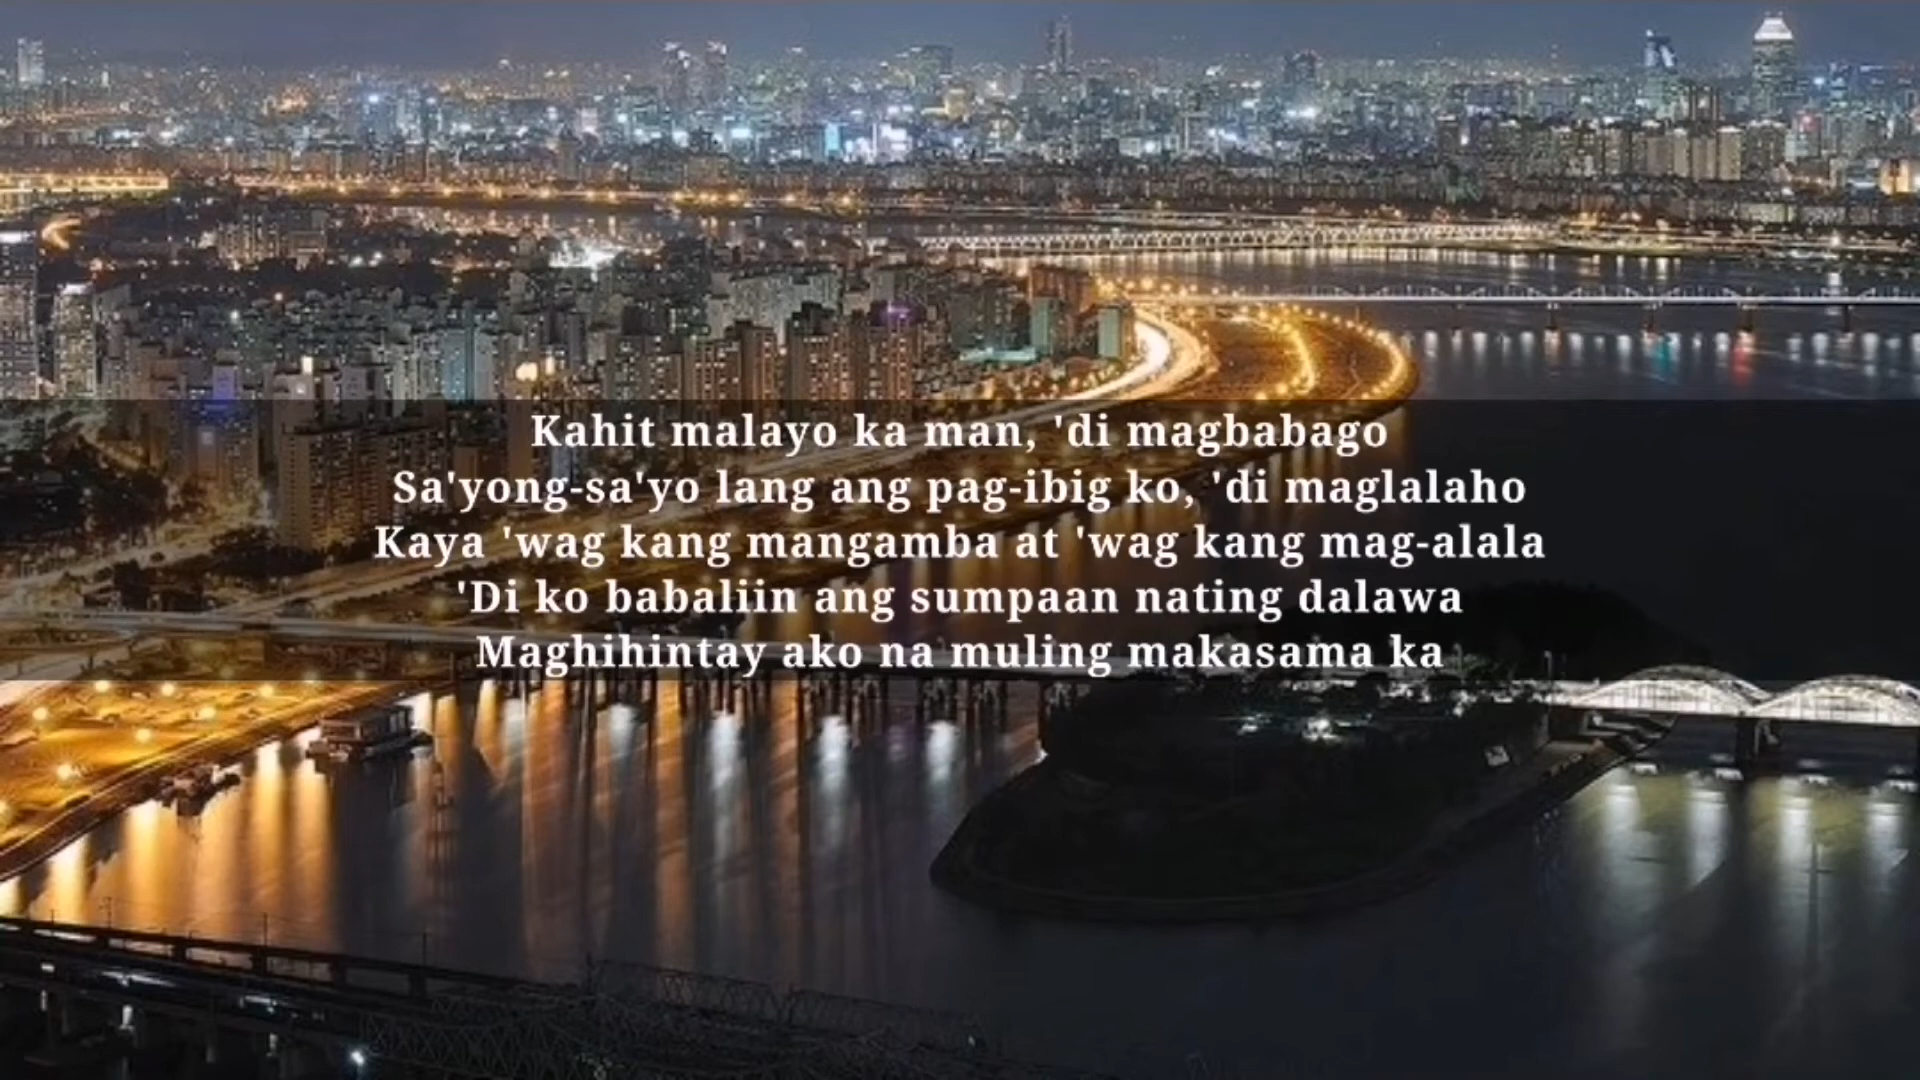 Kahit malayo ka man, 'di magbabago
Sa'yong-sa'yo lang ang pag-ibig ko, 'di maglalaho
Kaya 'wag kang mangamba at 'wag kang mag-alala
'Di ko babaliin ang sumpaan nating dalawa
Maghihintay ako na muling makasama ka